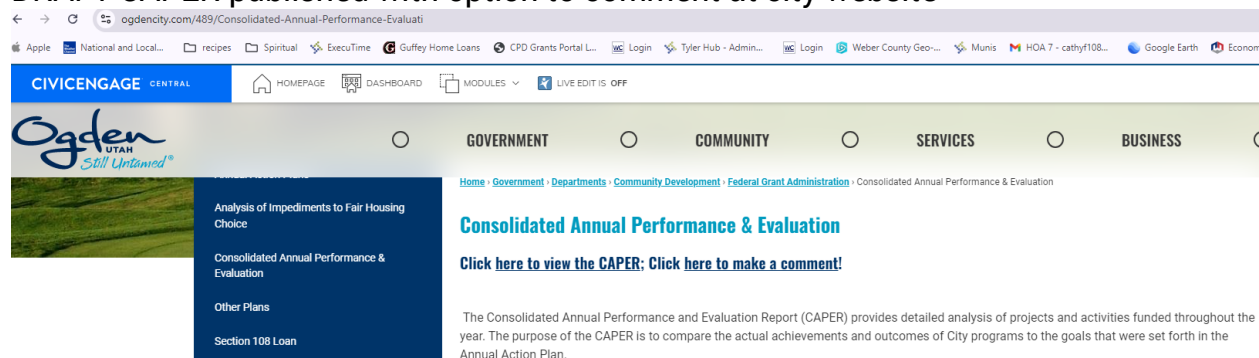 DRAFT CAPER published with option to comment at city website
ogdencity.com/489/Consolidated-Annual-Performance-Evaluati
Apple National and Local... recipes Spiritual ExecuTime Guffey Home Loans CPD Grants Portal L... Login Tyler Hub - Admin... Login Weber County Geo-... Munis HOA 7 - cathyf108... Google Earth Econom
CIVICENGAGE CENTRAL HOMEPAGE DASHBOARD MODULES LIVE EDIT IS OFF
Ogden
UTAH
Still Untamed®
GOVERNMENT COMMUNITY SERVICES BUSINESS
Home › Government › Departments › Community Development › Federal Grant Administration › Consolidated Annual Performance & Evaluation
Annual Action Plans
Analysis of Impediments to Fair Housing
Choice
Consolidated Annual Performance &
Evaluation
Other Plans
Section 108 Loan
Consolidated Annual Performance & Evaluation
Click here to view the CAPER; Click here to make a comment!
The Consolidated Annual Performance and Evaluation Report (CAPER) provides detailed analysis of projects and activities funded throughout the
year. The purpose of the CAPER is to compare the actual achievements and outcomes of City programs to the goals that were set forth in the
Annual Action Plan.